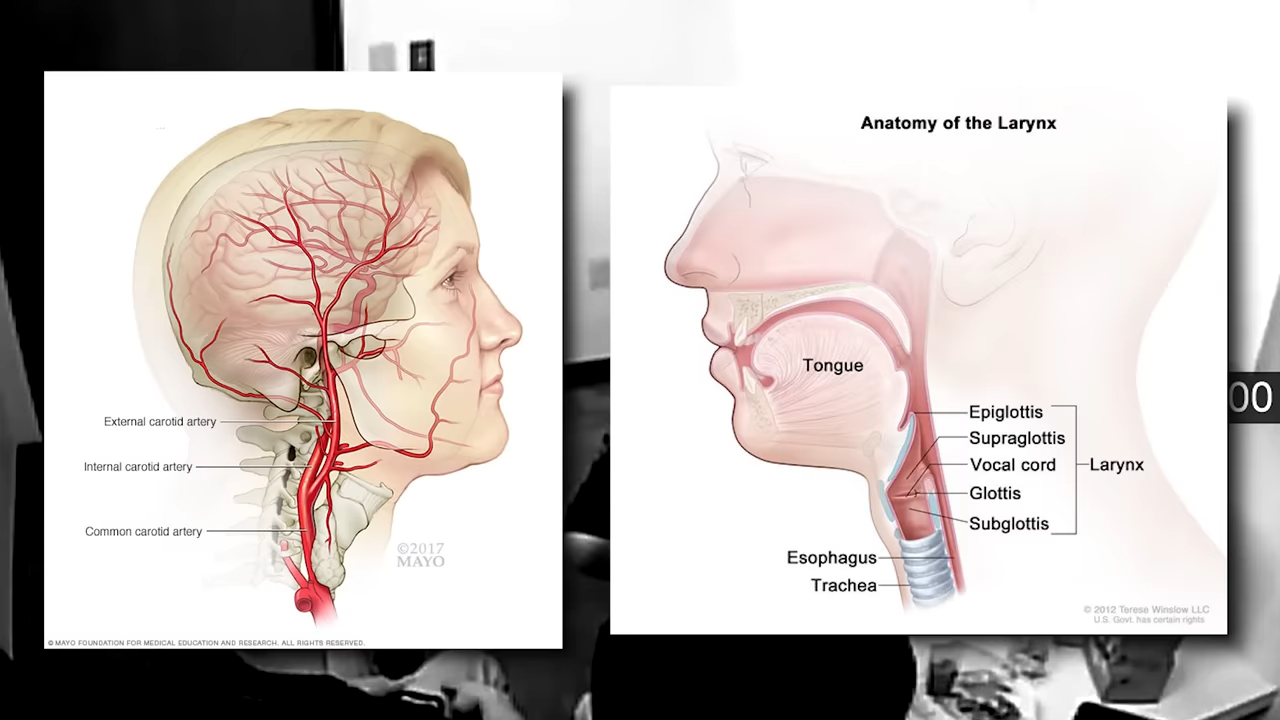 External carotid artery
Internal carotid artery
Common carotid artery
©2017
MAYO
© MAYO FOUNDATION FOR MEDICAL EDUCATION AND RESEARCH. ALL RIGHTS RESERVED.
Anatomy of the Larynx
Tongue
Epiglottis
Supraglottis
Vocal cord
Larynx
Glottis
Subglottis
Esophagus
Trachea
© 2012 Terese Winslow LLC
U.S. Govt. has certain rights
00